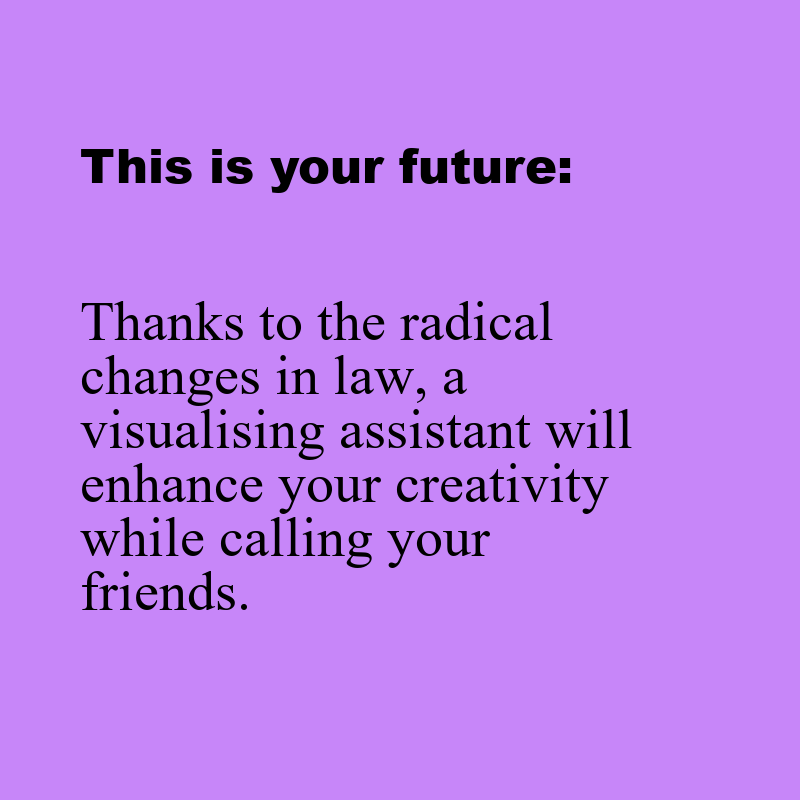 This is your future:
Thanks to the radical
changes in law, a
visualising assistant will
enhance your creativity
while calling your
friends.